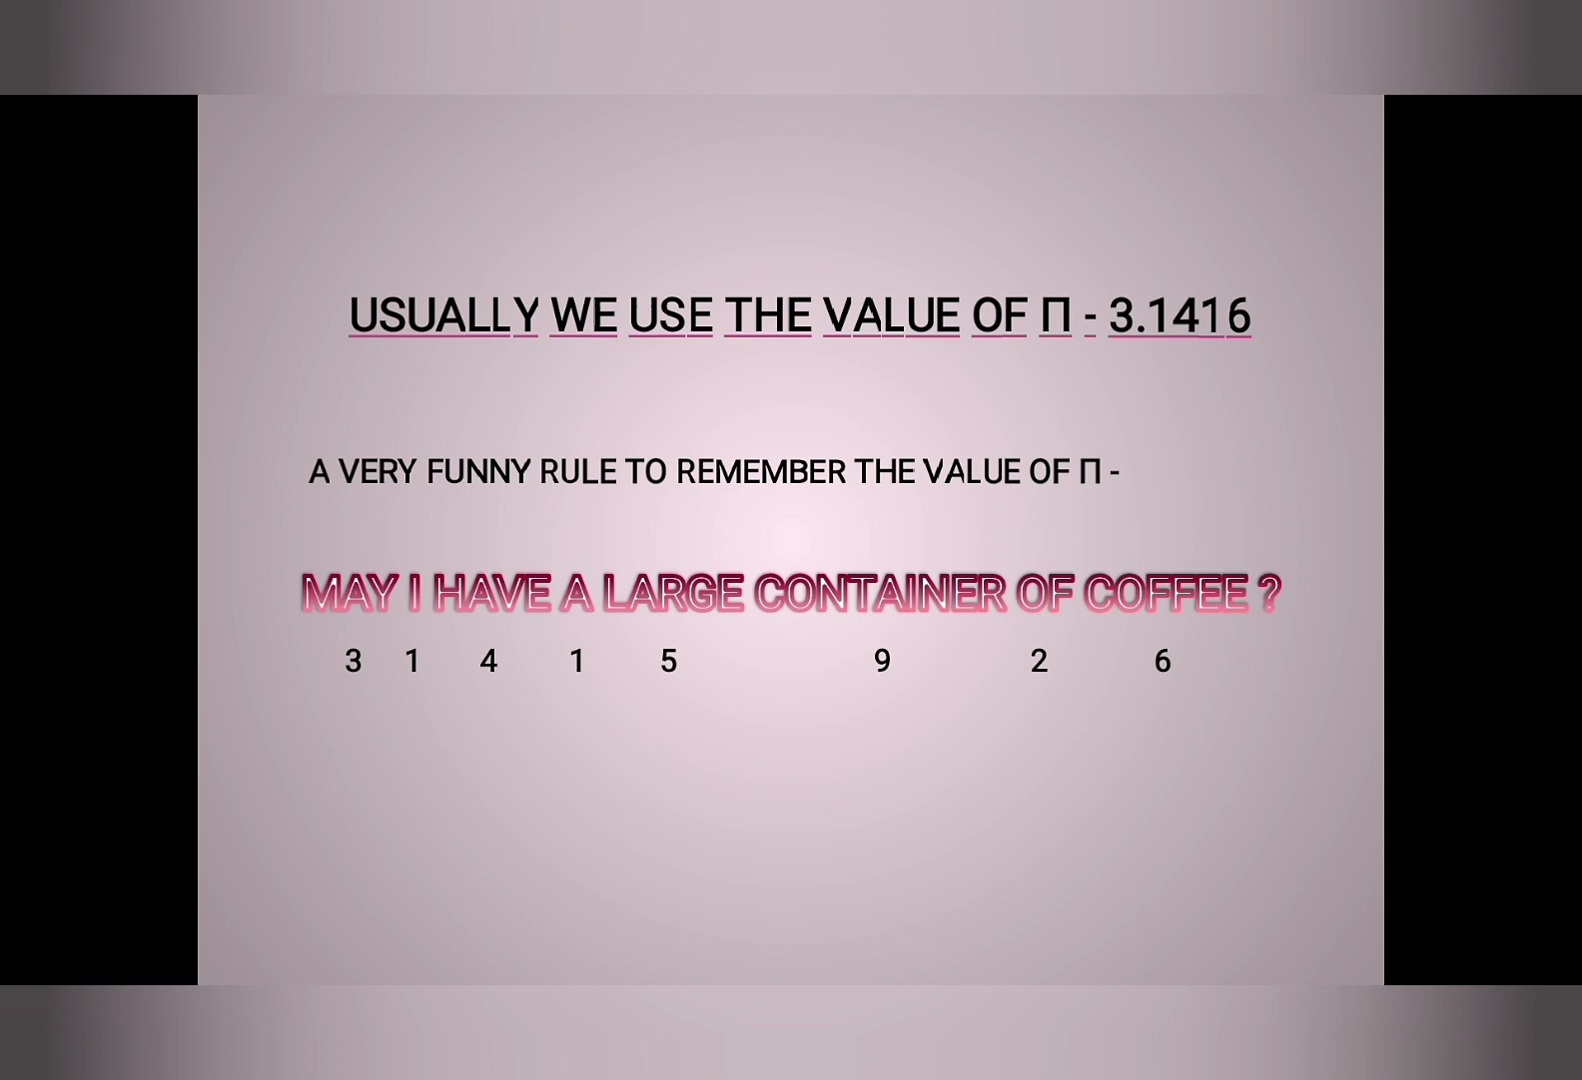 USUALLY WE USE THE VALUE OF Π - 3.1416
A VERY FUNNY RULE TO REMEMBER THE VALUE OF Π -
MAY I HAVE A LARGE CONTAINER OF COFFEE ?
3 1 4 1 5 9 2 6